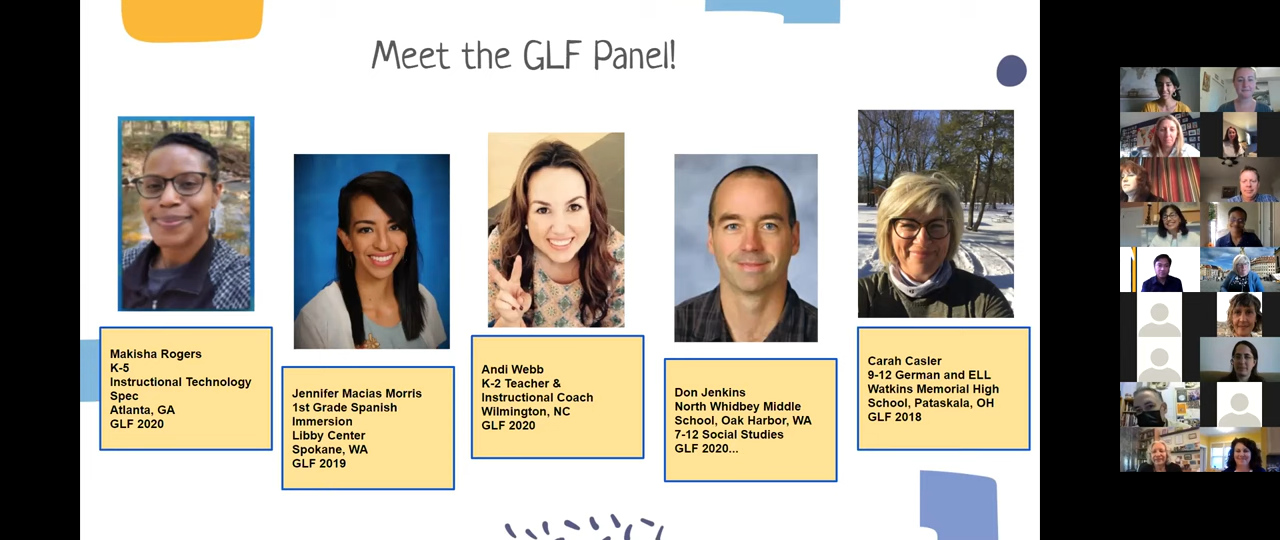 Meet the GLF Panel!
Makisha Rogers
K-5
Instructional Technology
Spec
Atlanta, GA
GLF 2020
Jennifer Macias Morris
1st Grade Spanish
Immersion
Libby Center
Spokane, WA
GLF 2019
Andi Webb
K-2 Teacher &
Instructional Coach
Wilmington, NC
GLF 2020
Don Jenkins
North Whidbey Middle
School, Oak Harbor, WA
7-12 Social Studies
GLF 2020...
Carah Casler
9-12 German and ELL
Watkins Memorial High
School, Pataskala, OH
GLF 2018